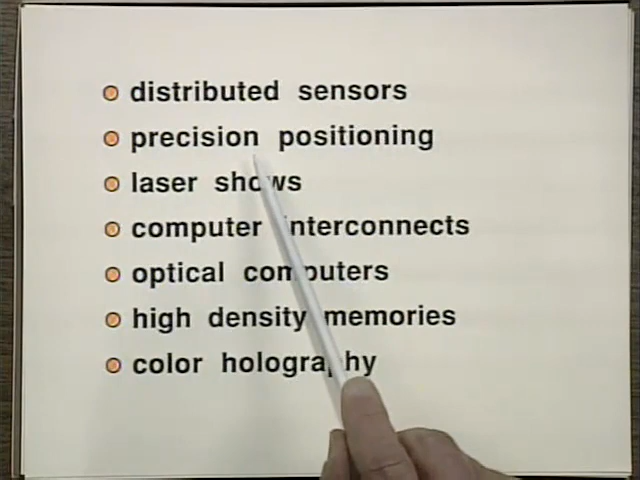 distributed sensors
precision positioning
laser shows
computer interconnects
optical computers
high density memories
color holography